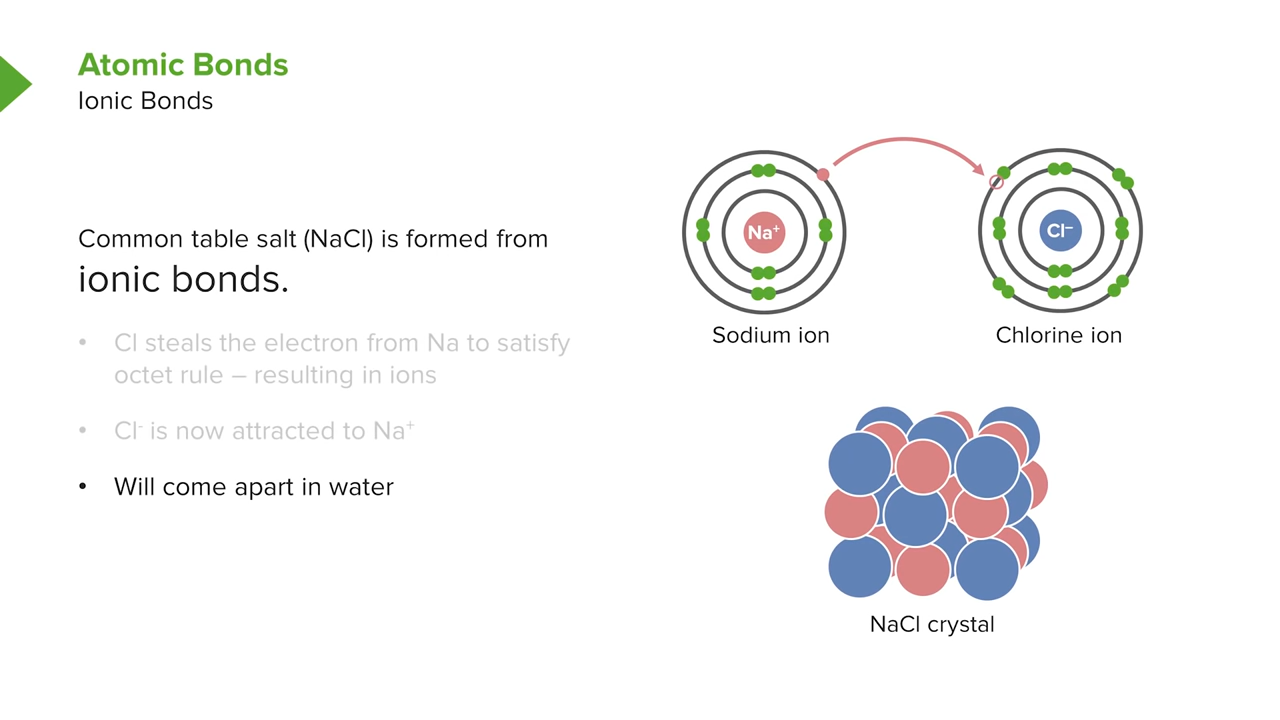 Atomic Bonds
Ionic Bonds
Common table salt (NaCl) is formed from
ionic bonds.
• Cl steals the electron from Na to satisfy
octet rule – resulting in ions
• Cl⁻ is now attracted to Na⁺
• Will come apart in water
Na⁺
Cl⁻
Sodium ion
Chlorine ion
NaCl crystal